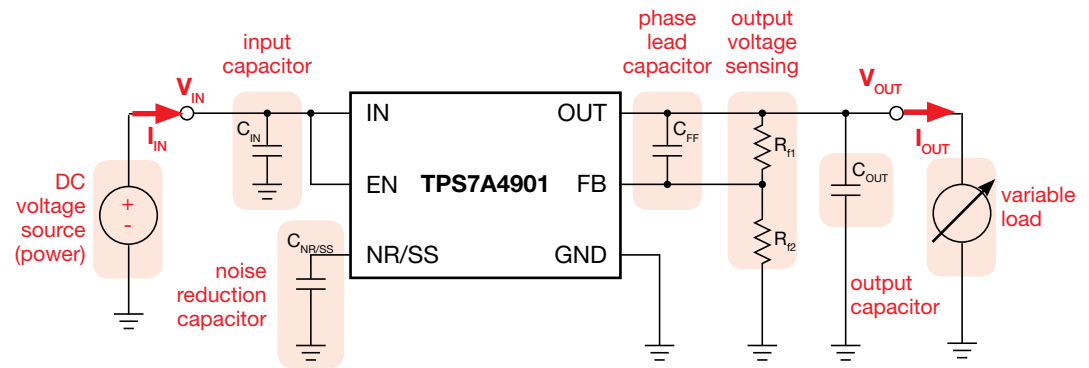 input
capacitor
phase
lead
capacitor
output
voltage
sensing
V_IN
I_IN
C_IN
IN
OUT
C_FF
R_f1
V_OUT
I_OUT
EN
TPS7A4901
FB
C_OUT
DC
voltage
source
(power)
+
-
variable
load
C_NR/SS
NR/SS
GND
R_f2
noise
reduction
capacitor
output
capacitor